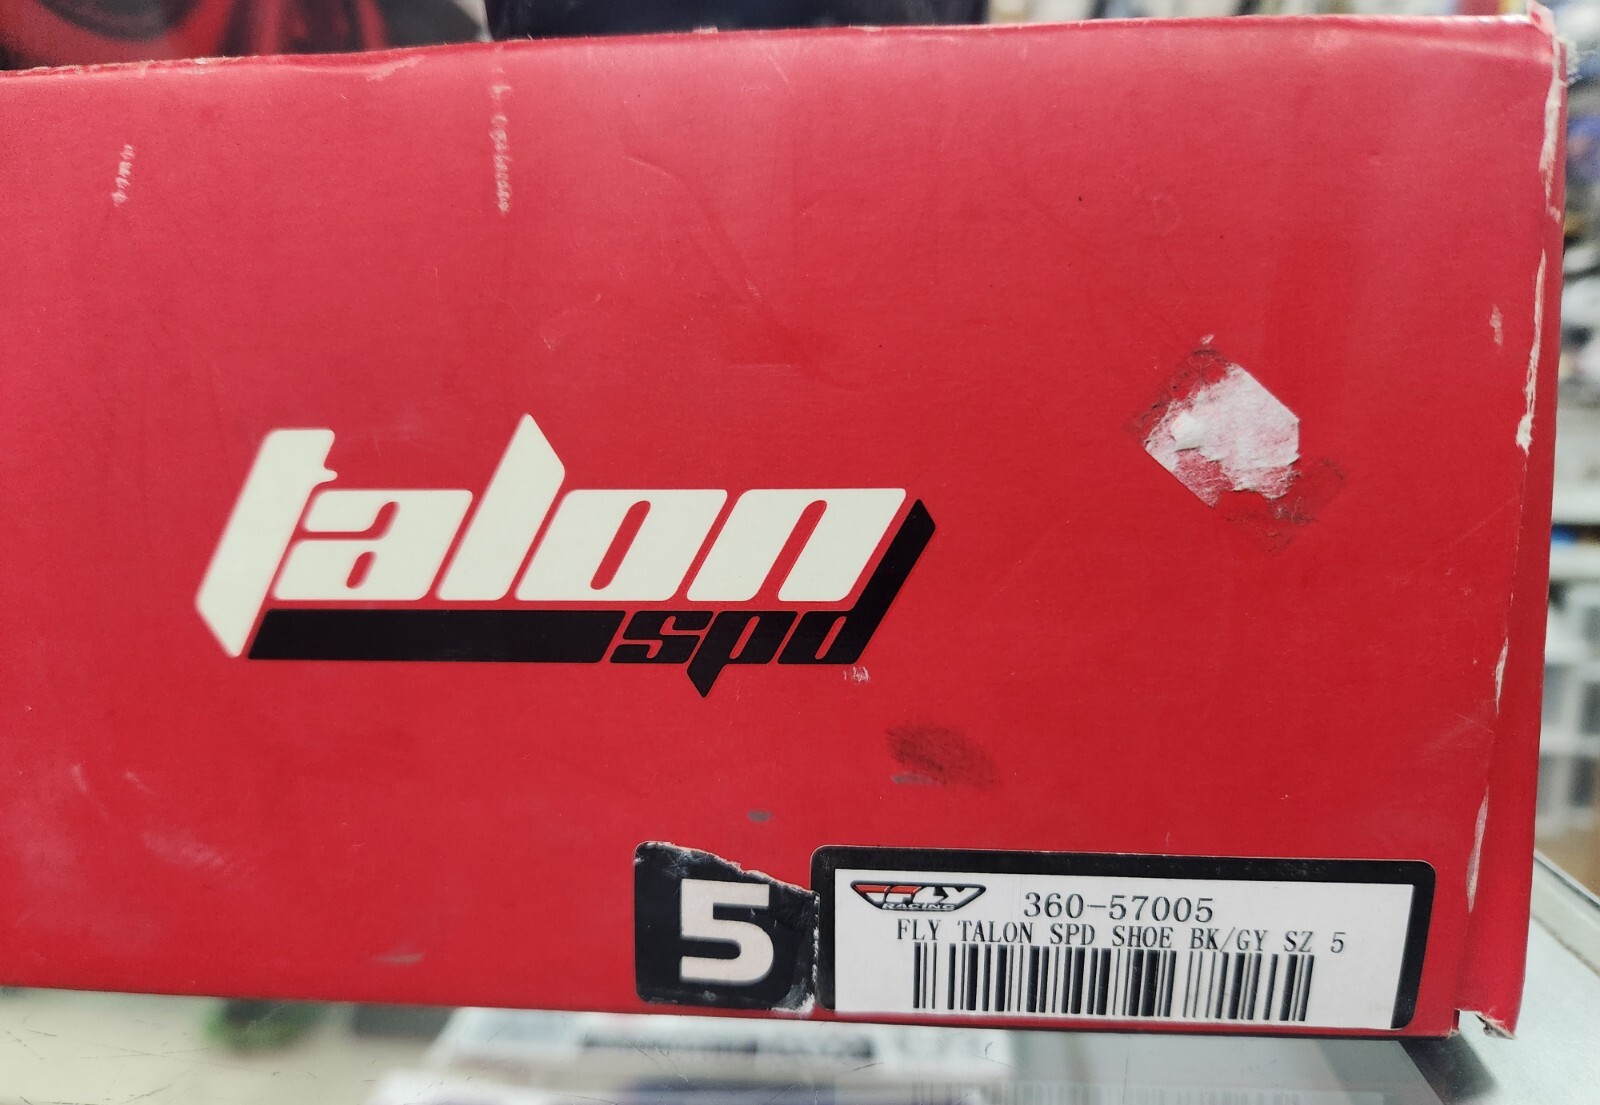 talon
spd
5
FLY
RACING
360-57005
FLY TALON SPD SHOE BK/GY SZ 5